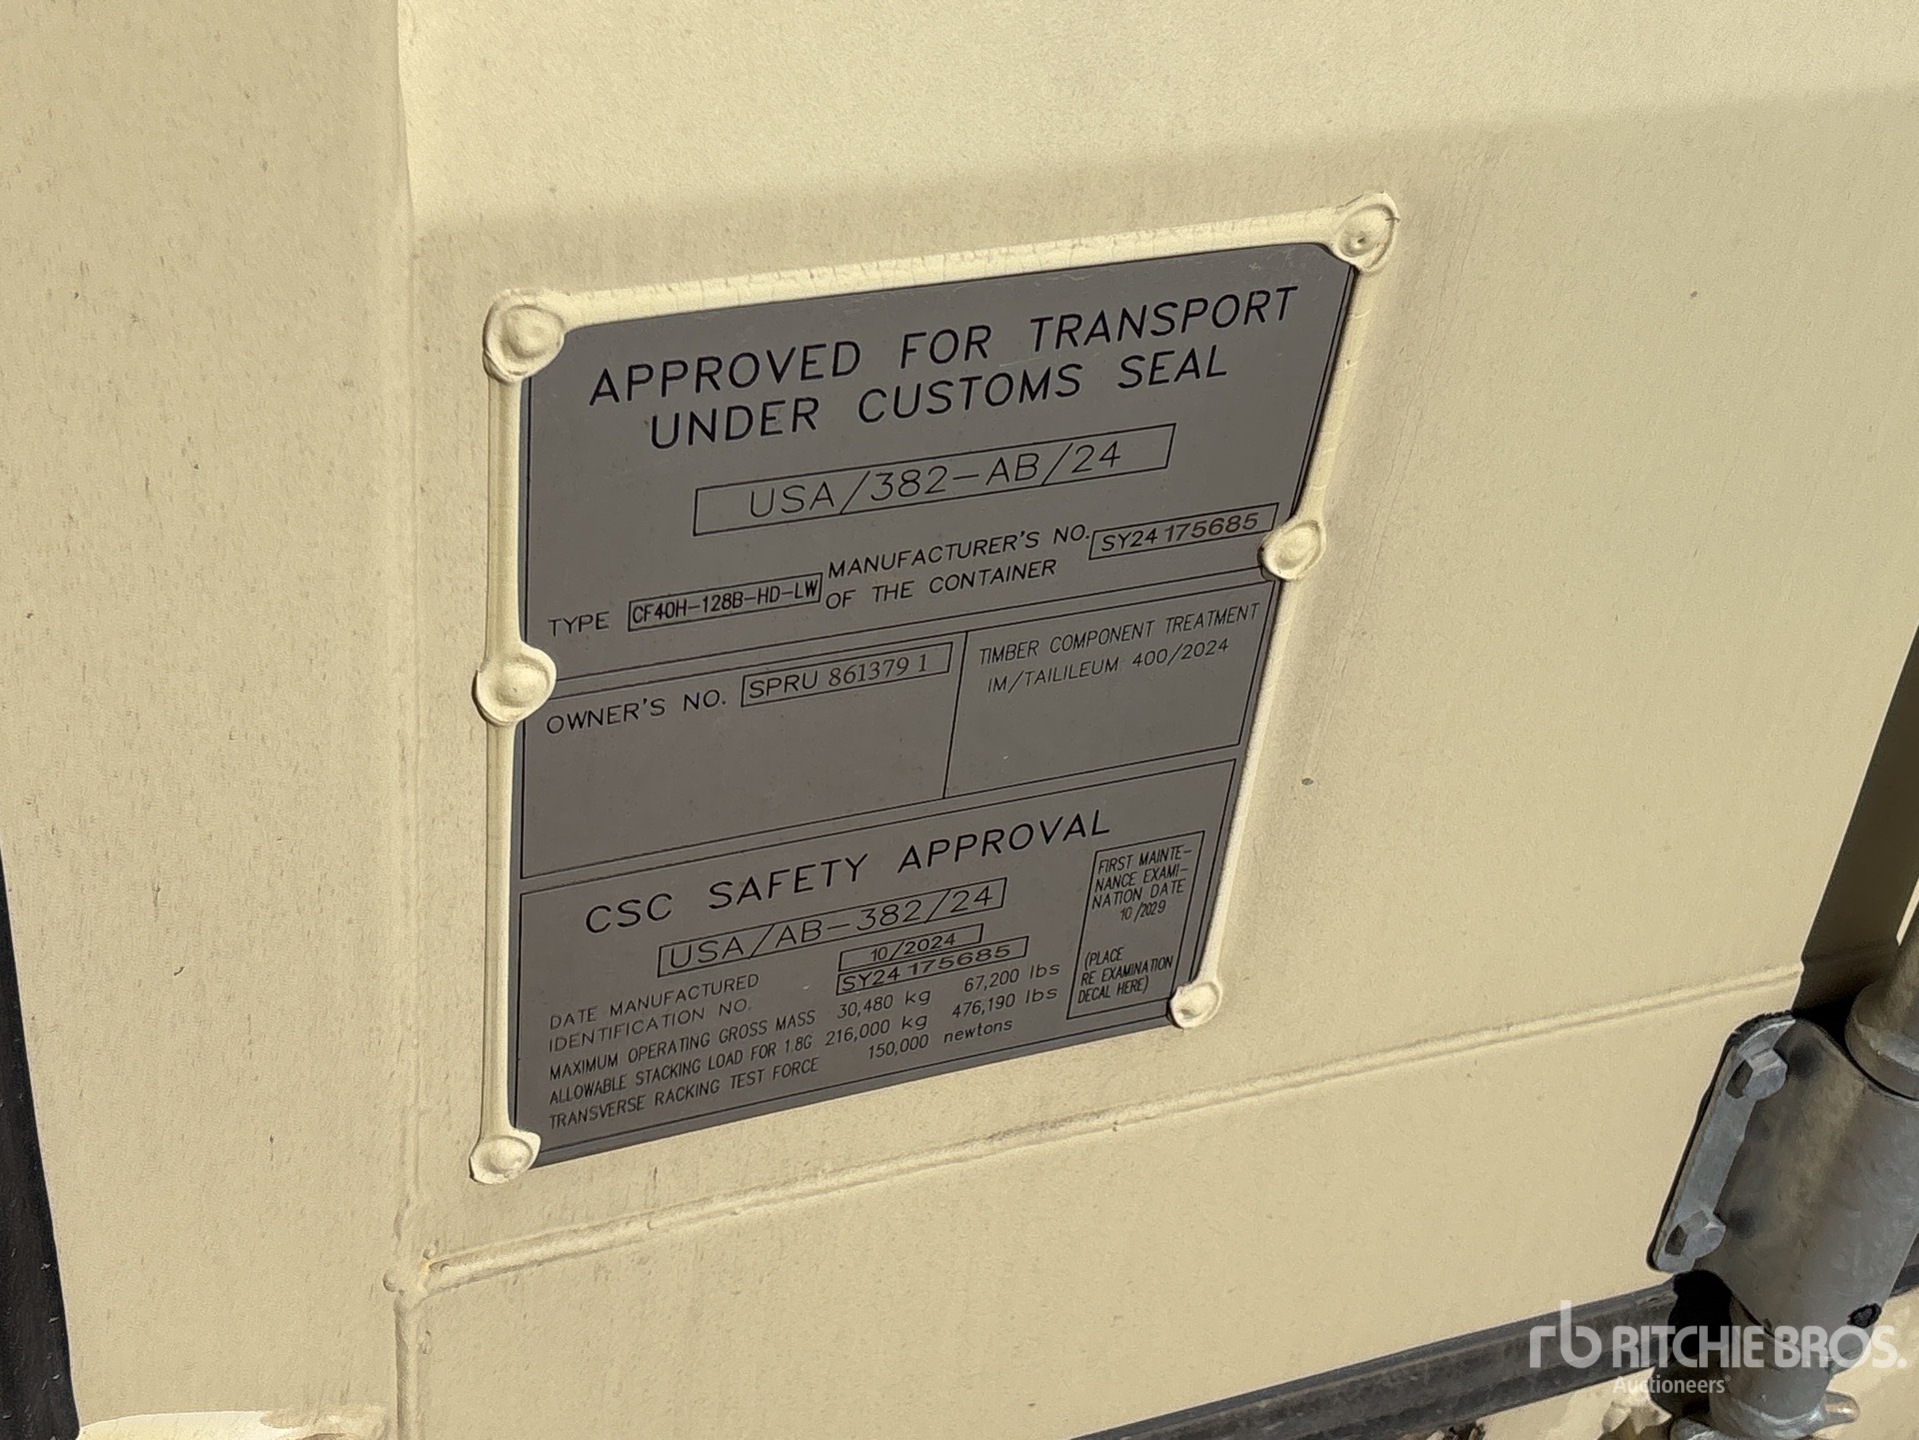 APPROVED FOR TRANSPORT
UNDER CUSTOMS SEAL
USA/382-AB/24
TYPE CF40H-128B-HD-LW MANUFACTURER'S NO. SY24 175685
OF THE CONTAINER
OWNER'S NO. SPRU 861379 1
TIMBER COMPONENT TREATMENT
IM/TAILILEUM 400/2024
CSC SAFETY APPROVAL
USA/AB-382/24
DATE MANUFACTURED 10/2024
IDENTIFICATION NO. SY24 175685
MAXIMUM OPERATING GROSS MASS 30,480 kg 67,200 lbs
ALLOWABLE STACKING LOAD FOR 1.8G 216,000 kg 476,190 lbs
TRANSVERSE RACKING TEST FORCE 150,000 newtons
FIRST MAINTE-
NANCE EXAMI-
NATION DATE
10/2029
(PLACE
RE EXAMINATION
DECAL HERE)
rb RITCHIE BROS.
Auctioneers